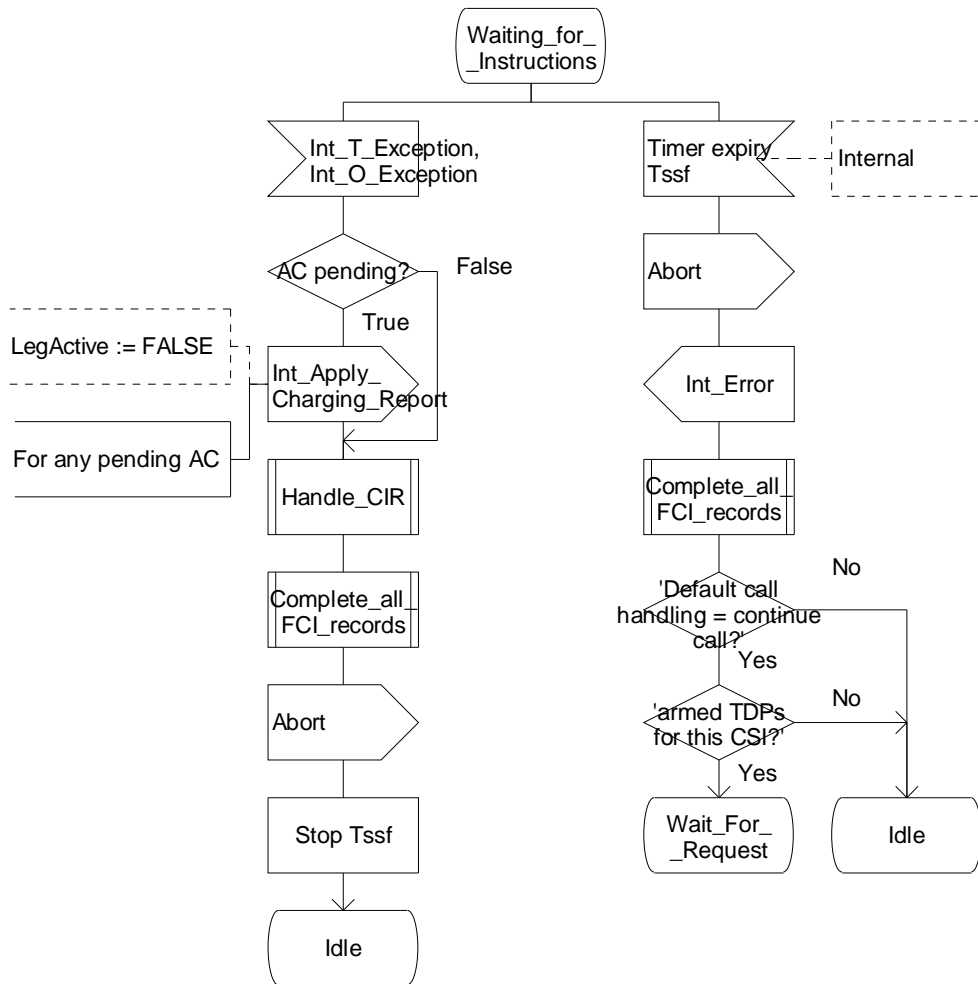 Waiting_for_
_Instructions
Int_T_Exception,
Int_O_Exception
Timer expiry
Tssf
Internal
AC pending?
False
True
Abort
LegActive := FALSE
Int_Apply_
Charging_Report
For any pending AC
Int_Error
Handle_CIR
Complete_all_
FCI_records
Complete_all_
FCI_records
'Default call
handling = continue
call?'
No
Yes
Abort
'armed TDPs
for this CSI?'
No
Yes
Stop Tssf
Wait_For_
_Request
Idle
Idle